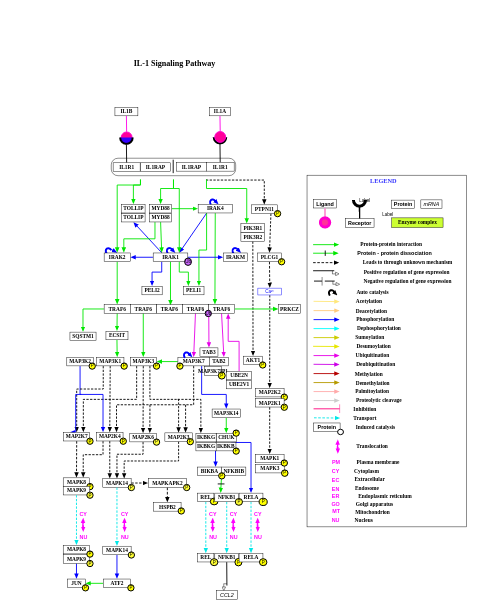 IL-1 Signaling Pathway
IL1B
IL1A
IL1R1 IL1RAP IL1RAP IL1R1
TOLLIP MYD88 IRAK4 PTPN11
TOLLIP MYD88
PIK3R1
PIK3R2
IRAK2 IRAK1 IRAKM PLCG1
PELI2 PELI1
Ca²⁺
TRAF6 TRAF6 TRAF6 TRAF6 TRAF6 PRKCZ
SQSTM1 ECSIT
TAB3
MAP3K2 MAP3K1 MAP3K3 MAP3K7 TAB2 AKT1
UBE2N
UBE2V1
MAP2K2
MAP2K1
MAP3K14
MAP2K7 MAP2K4 MAP2K6 MAP2K3 IKBKG CHUK
IKBKG IKBKB
MAPK1
MAPK3
NFKBIB
MAPK8 MAPK14 MAPKAPK2
MAPK9
HSPB2
REL NFKB1 RELA
CY CY CY CY CY
NU NU NU NU NU
MAPK8 MAPK14
MAPK9
REL NFKB1 RELA
JUN ATF2
CCL2
LEGEND
Ligand
Label
Protein
mRNA
Receptor
Label
Enzyme complex
Protein-protein interaction
Protein - protein dissociation
Leads to through unknown mechanism
Positive regulation of gene expression
Negative regulation of gene expression
Auto catalysis
Acetylation
Deacetylation
Phosphorylation
Dephosphorylation
Sumoylation
Desumoylation
Ubiquitination
Deubiquitination
Methylation
Demethylation
Palmitoylation
Proteolytic cleavage
Inhibition
Transport
Protein Induced catalysis
Translocation
PM Plasma membrane
CY Cytoplasm
EC Extracellular
EN Endosome
ER Endoplasmic reticulum
GO Golgi apparatus
MT Mitochondrion
NU Nucleus